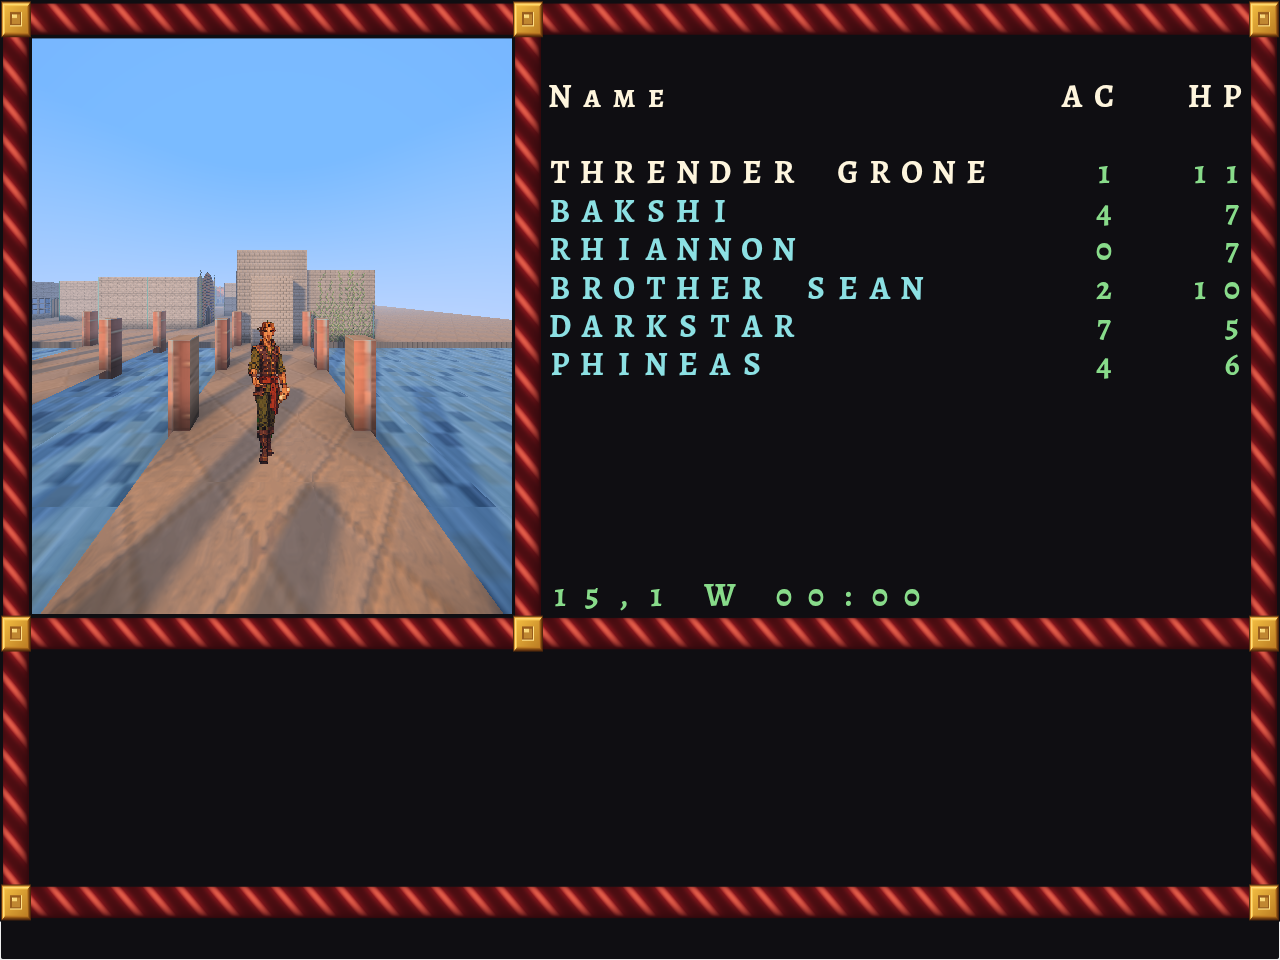 Name AC HP
THRENDER GRONE 1 11
BAKSHI 4 7
RHIANNON 0 7
BROTHER SEAN 2 10
DARKSTAR 7 5
PHINEAS 4 6
15,1 W 00:00